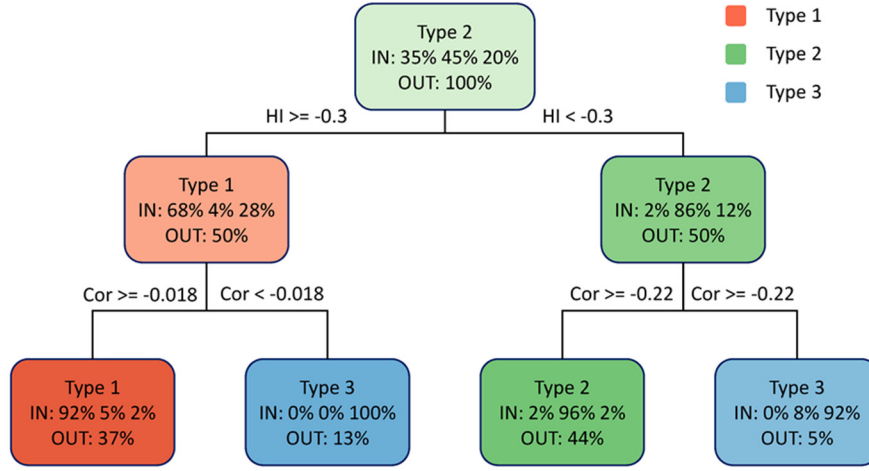 Type 2
IN: 35% 45% 20%
OUT: 100%
Type 1
Type 2
Type 3
HI >= -0.3
HI < -0.3
Type 1
IN: 68% 4% 28%
OUT: 50%
Type 2
IN: 2% 86% 12%
OUT: 50%
Cor >= -0.018
Cor < -0.018
Cor >= -0.22
Cor >= -0.22
Type 1
IN: 92% 5% 2%
OUT: 37%
Type 3
IN: 0% 0% 100%
OUT: 13%
Type 2
IN: 2% 96% 2%
OUT: 44%
Type 3
IN: 0% 8% 92%
OUT: 5%